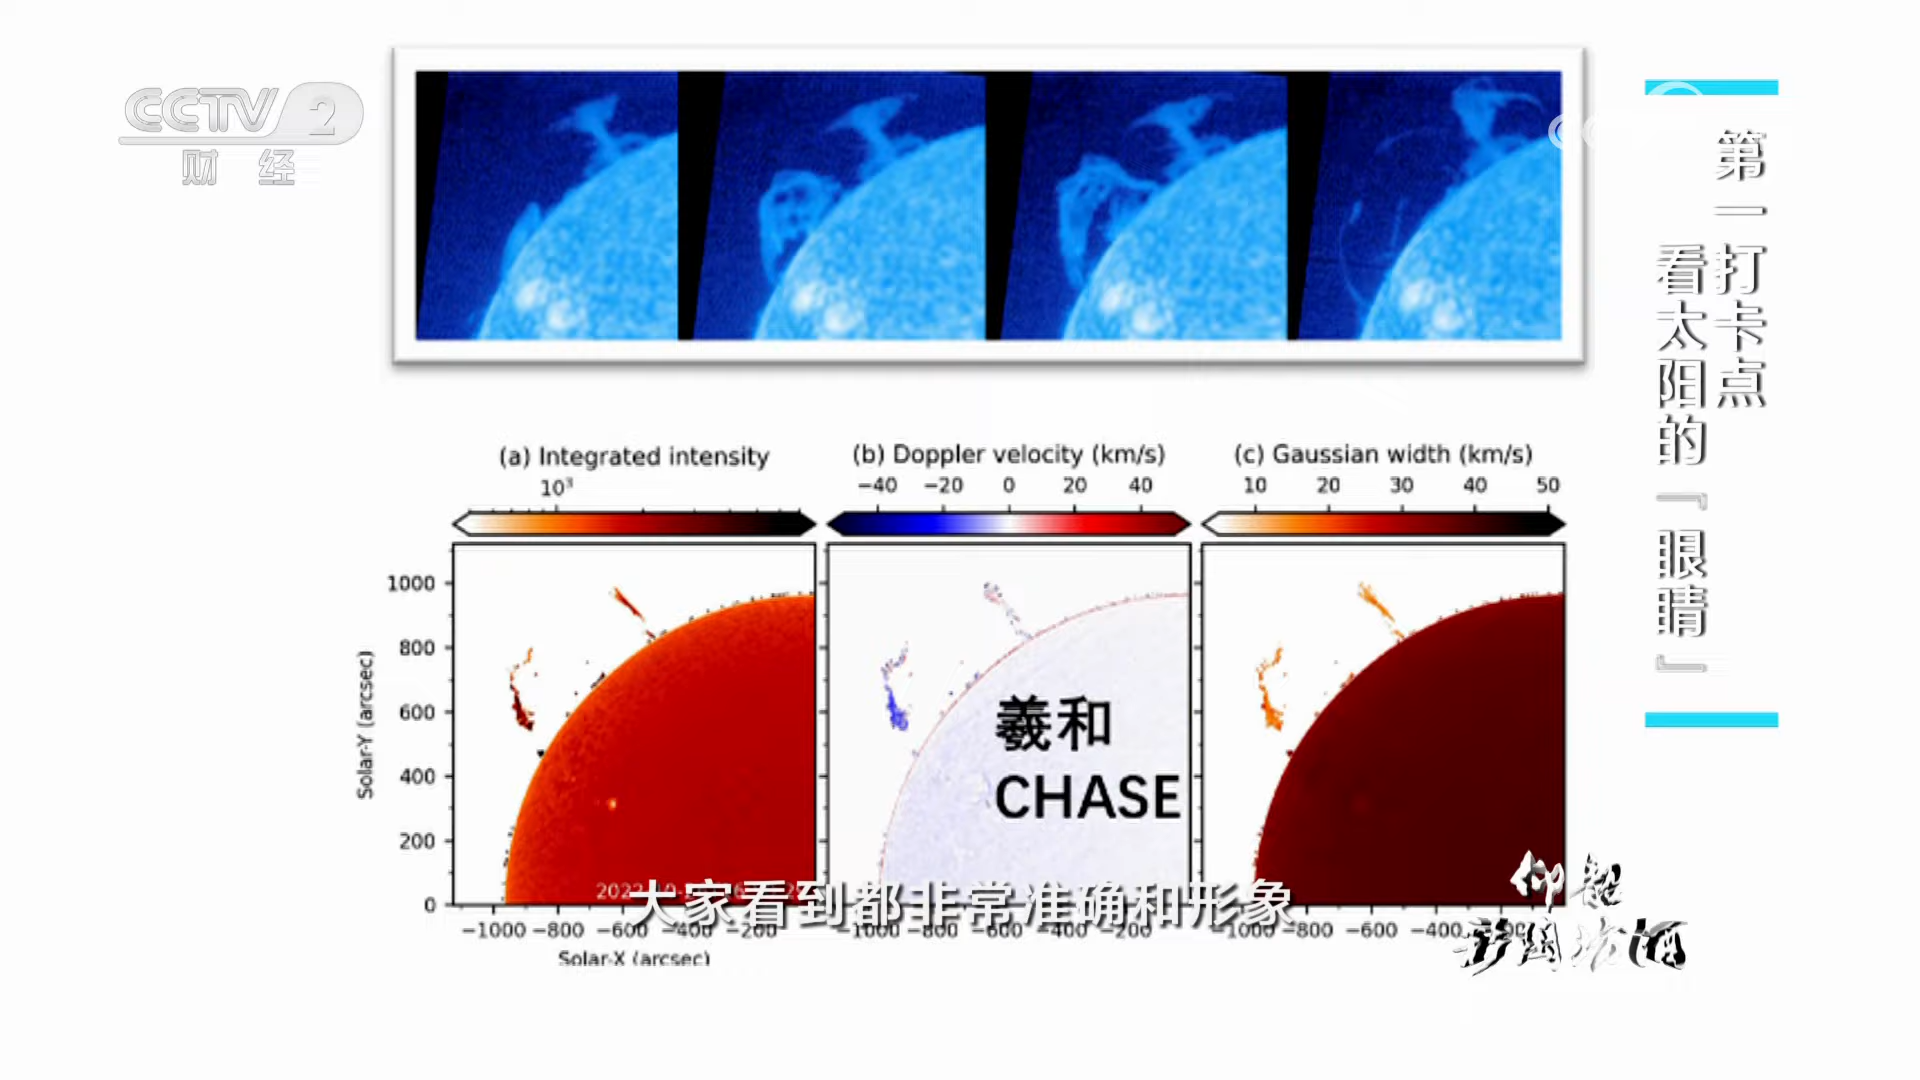 CCTV 2
财 经
第一打卡点
看太阳的『眼睛』
(a) Integrated intensity
10³
(b) Doppler velocity (km/s)
−40 −20 0 20 40
(c) Gaussian width (km/s)
10 20 30 40 50
1000
800
600
400
200
0
Solar-Y (arcsec)
羲和
CHASE
大家看到都非常准确和形象
−1000 −800 −600 −400 −200
−1000 −800 −600 −400 −200
−1000 −800 −600 −400
Solar-X (arcsec)